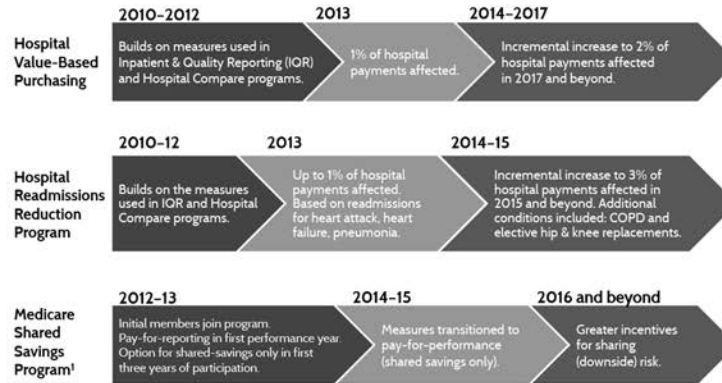 2010–2012
2013
2014–2017
Hospital
Value-Based
Purchasing
Builds on measures used in
Inpatient & Quality Reporting (IQR)
and Hospital Compare programs.
1% of hospital
payments affected.
Incremental increase to 2% of
hospital payments affected
in 2017 and beyond.
2010–12
2013
2014–15
Hospital
Readmissions
Reduction
Program
Builds on the measures
used in IQR and Hospital
Compare programs.
Up to 1% of hospital
payments affected.
Based on readmissions
for heart attack, heart
failure, pneumonia.
Incremental increase to 3% of
hospital payments affected in
2015 and beyond. Additional
conditions included: COPD and
elective hip & knee replacements.
2012–13
2014–15
2016 and beyond
Medicare
Shared
Savings
Program¹
Initial members join program.
Pay-for-reporting in first performance year.
Option for shared-savings only in first
three years of participation.
Measures transitioned to
pay-for-performance
(shared savings only).
Greater incentives
for sharing
(downside) risk.